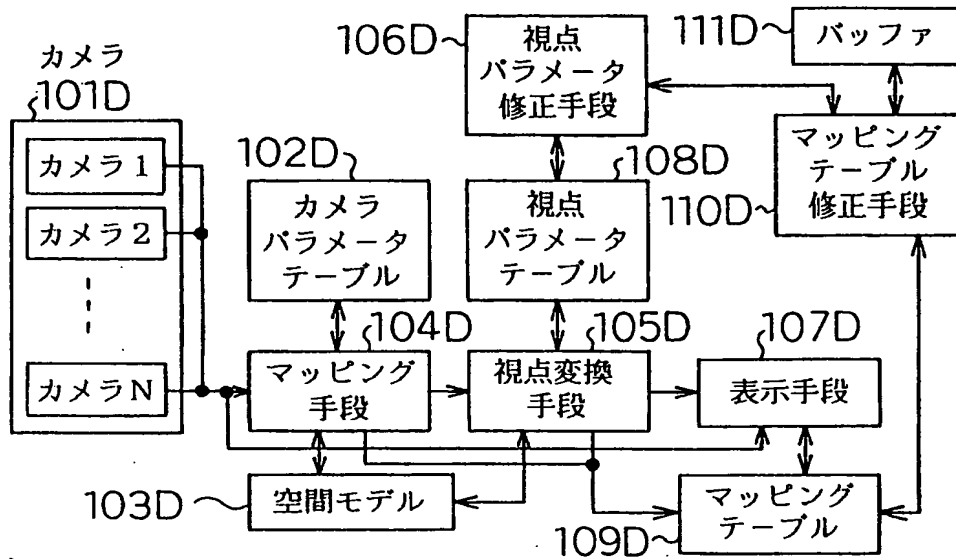 カメラ
101D
カメラ1
カメラ2
カメラN
102D
カメラ
パラメータ
テーブル
106D
視点
パラメータ
修正手段
108D
視点
パラメータ
テーブル
111D
バッファ
110D
マッピング
テーブル
修正手段
104D
マッピング
手段
105D
視点変換
手段
107D
表示手段
103D
空間モデル
109D
マッピング
テーブル